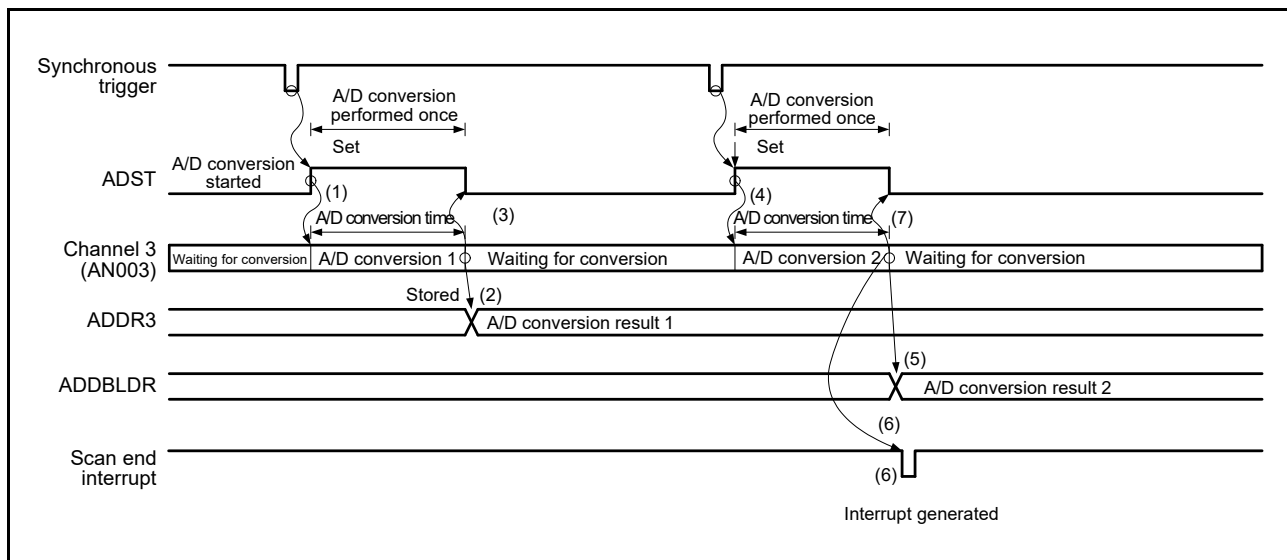 Synchronous
trigger
A/D conversion
performed once
A/D conversion
performed once
Set
Set
A/D conversion
started
ADST
(1)
(3)
(4)
(7)
A/D conversion time
A/D conversion time
Channel 3
(AN003)
Waiting for conversion
A/D conversion 1
Waiting for conversion
A/D conversion 2
Waiting for conversion
Stored
(2)
ADDR3
A/D conversion result 1
(5)
ADDBLDR
A/D conversion result 2
(6)
Scan end
interrupt
(6)
Interrupt generated